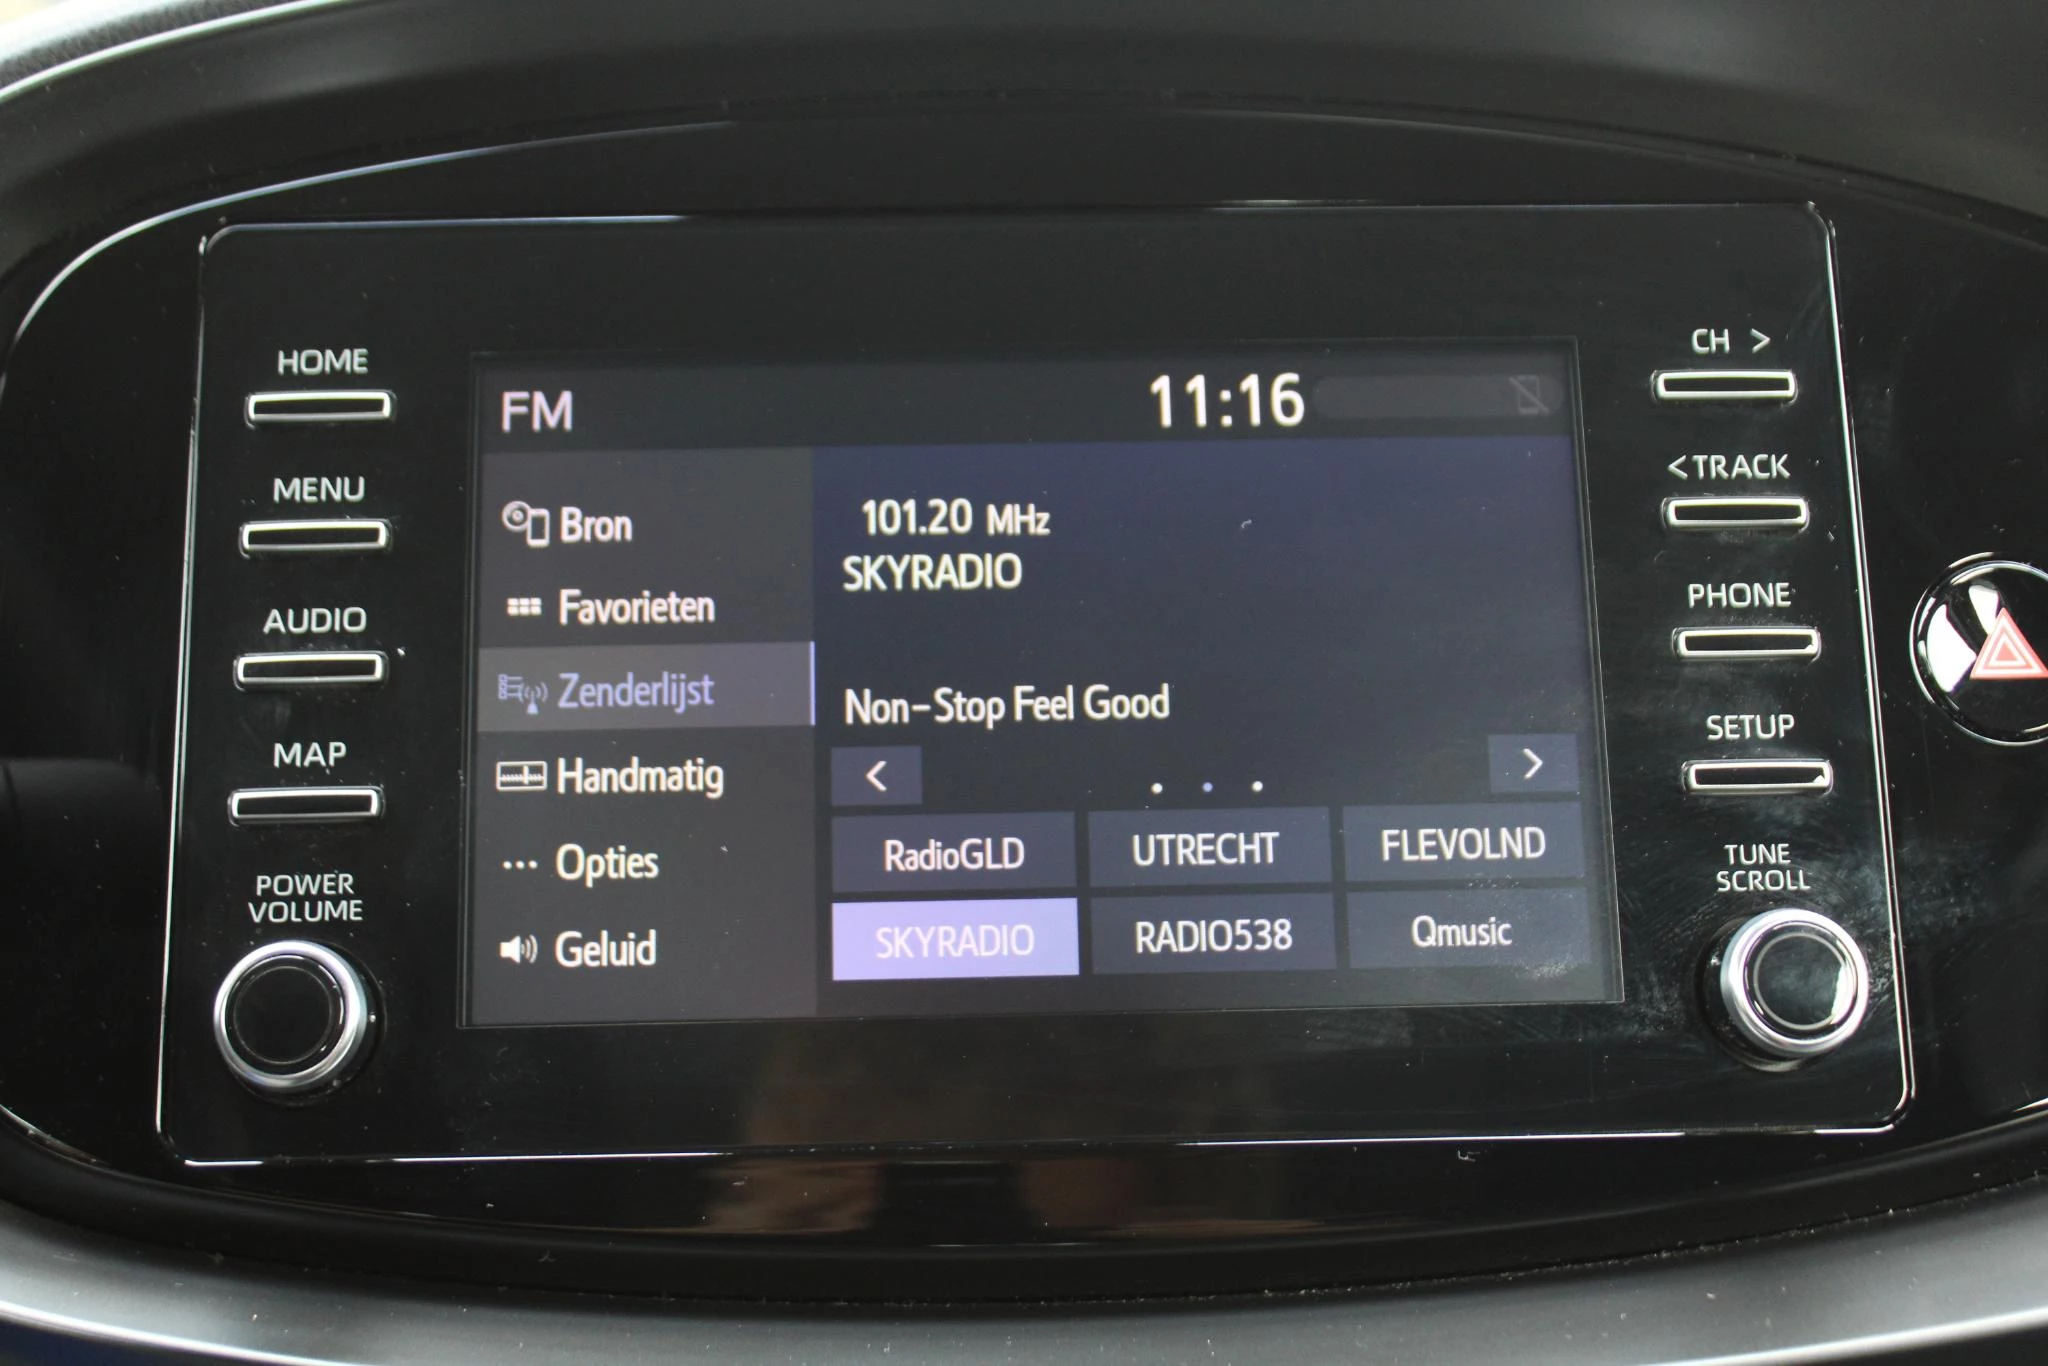 HOME
MENU
AUDIO
MAP
POWER
VOLUME
FM
11:16
Bron
Favorieten
Zenderlijst
Handmatig
Opties
Geluid
101.20 MHz
SKYRADIO
Non-Stop Feel Good
<
>
RadioGLD
UTRECHT
FLEVOLND
SKYRADIO
RADIO538
Qmusic
CH >
<TRACK
PHONE
SETUP
TUNE
SCROLL